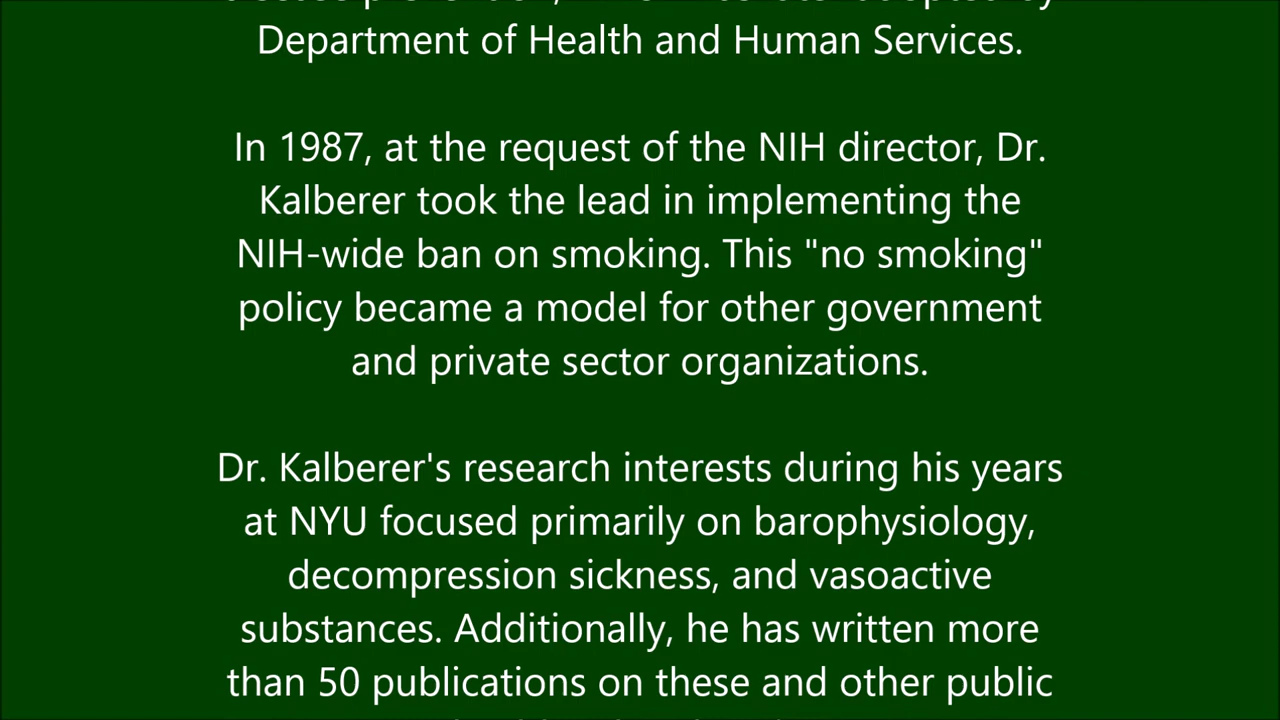 Department of Health and Human Services.
In 1987, at the request of the NIH director, Dr.
Kalberer took the lead in implementing the
NIH-wide ban on smoking. This "no smoking"
policy became a model for other government
and private sector organizations.
Dr. Kalberer's research interests during his years
at NYU focused primarily on barophysiology,
decompression sickness, and vasoactive
substances. Additionally, he has written more
than 50 publications on these and other public